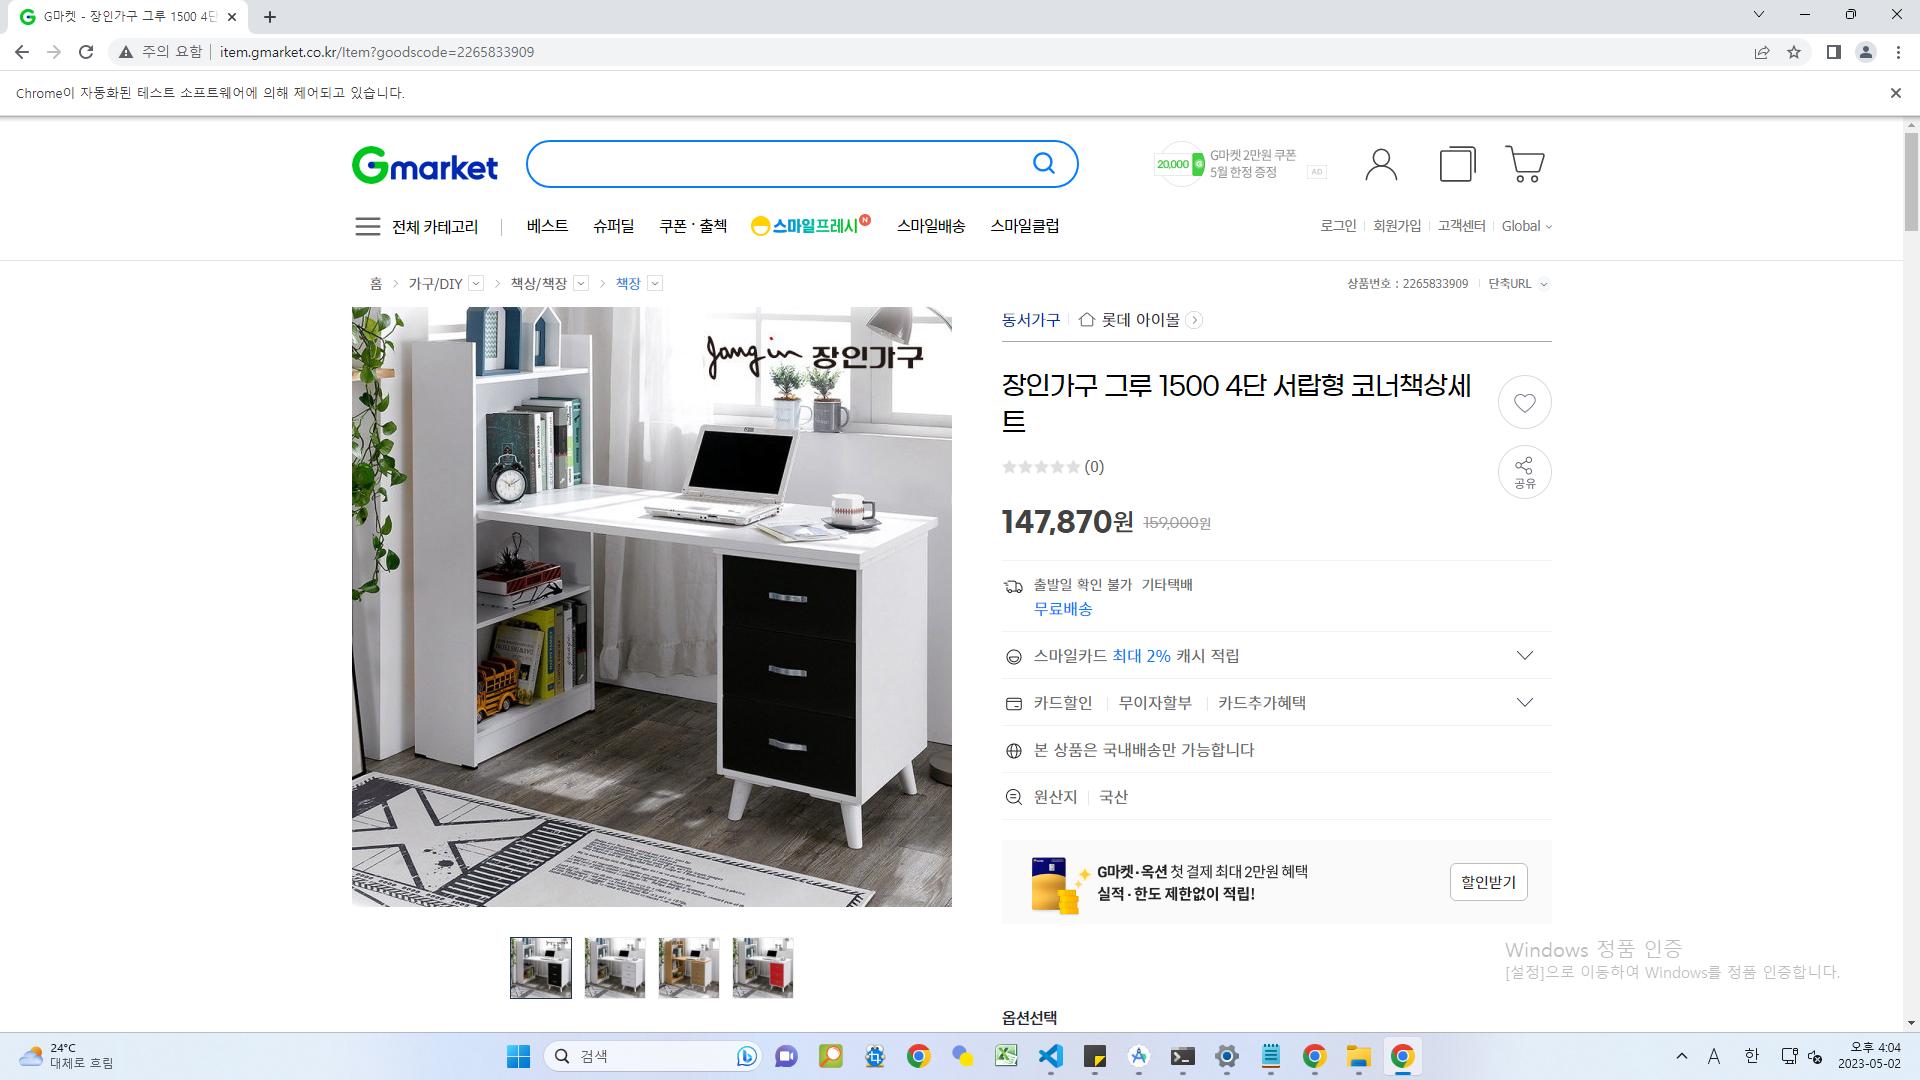 G마켓 - 장인가구 그루 1500 4단
주의 요함 item.gmarket.co.kr/Item?goodscode=2265833909
Chrome이 자동화된 테스트 소프트웨어에 의해 제어되고 있습니다.
Gmarket
20,000
G마켓 2만원 쿠폰
5월 한정 증정
AD
전체 카테고리 베스트 슈퍼딜 쿠폰·출첵 스마일프레시 N 스마일배송 스마일클럽 로그인 회원가입 고객센터 Global
홈 > 가구/DIY > 책상/책장 > 책장 상품번호 : 2265833909 단축URL
Jangin 장인가구
동서가구 롯데 아이몰
장인가구 그루 1500 4단 서랍형 코너책상세
트
(0)
공유
147,870원 159,000원
출발일 확인 불가 기타택배
무료배송
스마일카드 최대 2% 캐시 적립
카드할인 무이자할부 카드추가혜택
본 상품은 국내배송만 가능합니다
원산지 국산
G마켓·옥션 첫 결제 최대 2만원 혜택
실적·한도 제한없이 적립!
할인받기
Windows 정품 인증
[설정]으로 이동하여 Windows를 정품 인증합니다.
옵션선택
24°C
대체로 흐림
검색
A 한
오후 4:04
2023-05-02